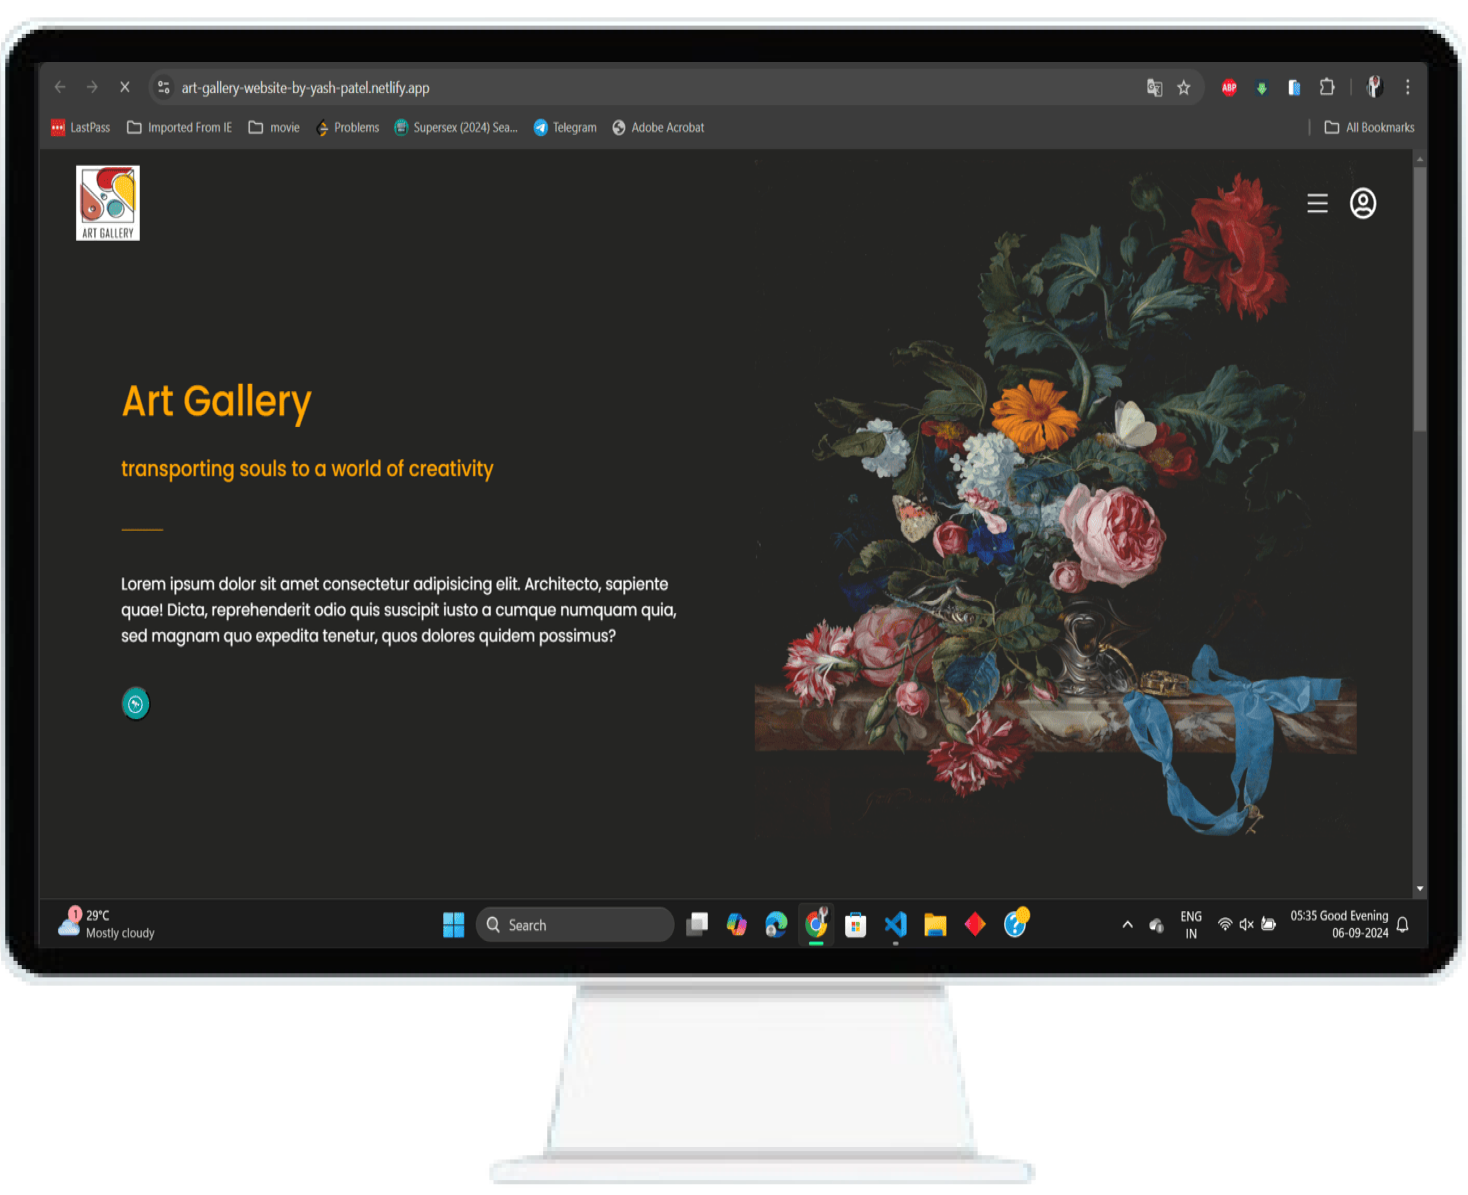 art-gallery-website-by-yash-patel.netlify.app
ABP
LastPass Imported From IE movie Problems Supersex (2024) Sea... Telegram Adobe Acrobat All Bookmarks
ART GALLERY
Art Gallery
transporting souls to a world of creativity
Lorem ipsum dolor sit amet consectetur adipisicing elit. Architecto, sapiente
quae! Dicta, reprehenderit odio quis suscipit iusto a cumque numquam quia,
sed magnam quo expedita tenetur, quos dolores quidem possimus?
1
29°C
Mostly cloudy
Search
ENG
IN
05:35 Good Evening
06-09-2024